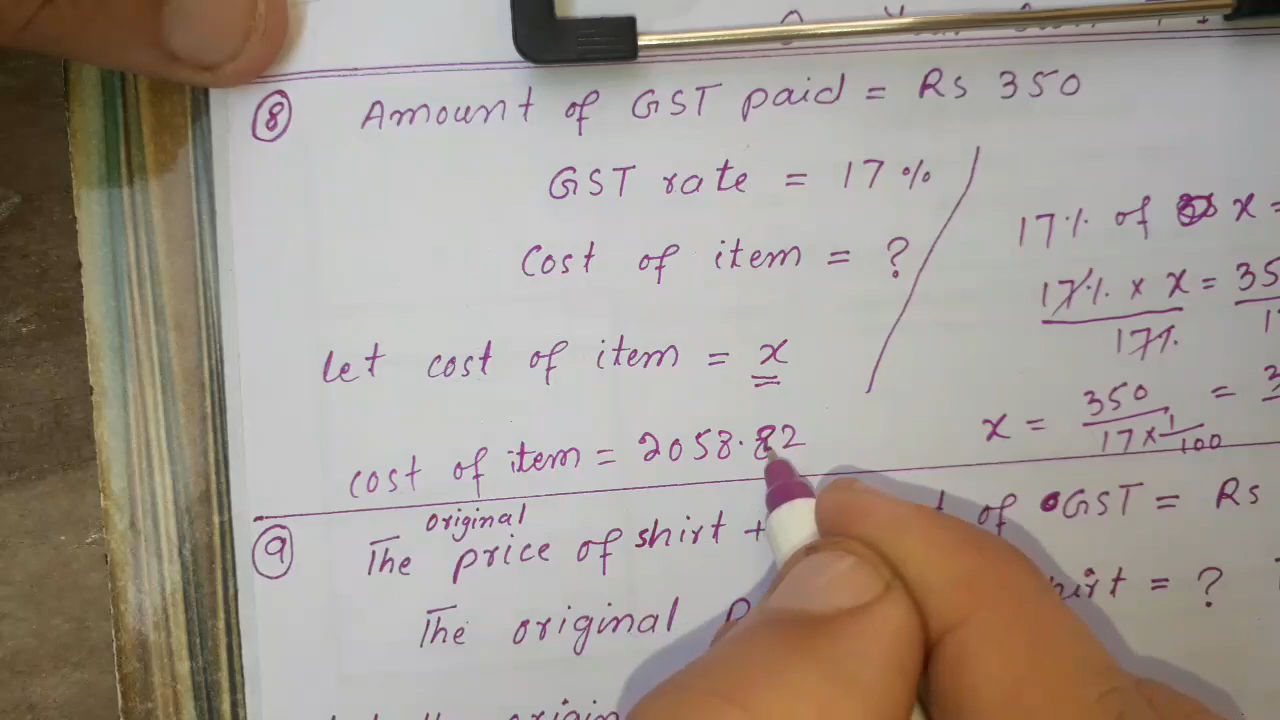 8 Amount of GST paid = Rs 350
GST rate = 17%
Cost of item = ?
17% of x =
17% × x = 35
17%
Let cost of item = x
x = 350 =
17 × 1/100
cost of item = 2058.82
9 The original price of shirt + of GST = Rs
The original = ?